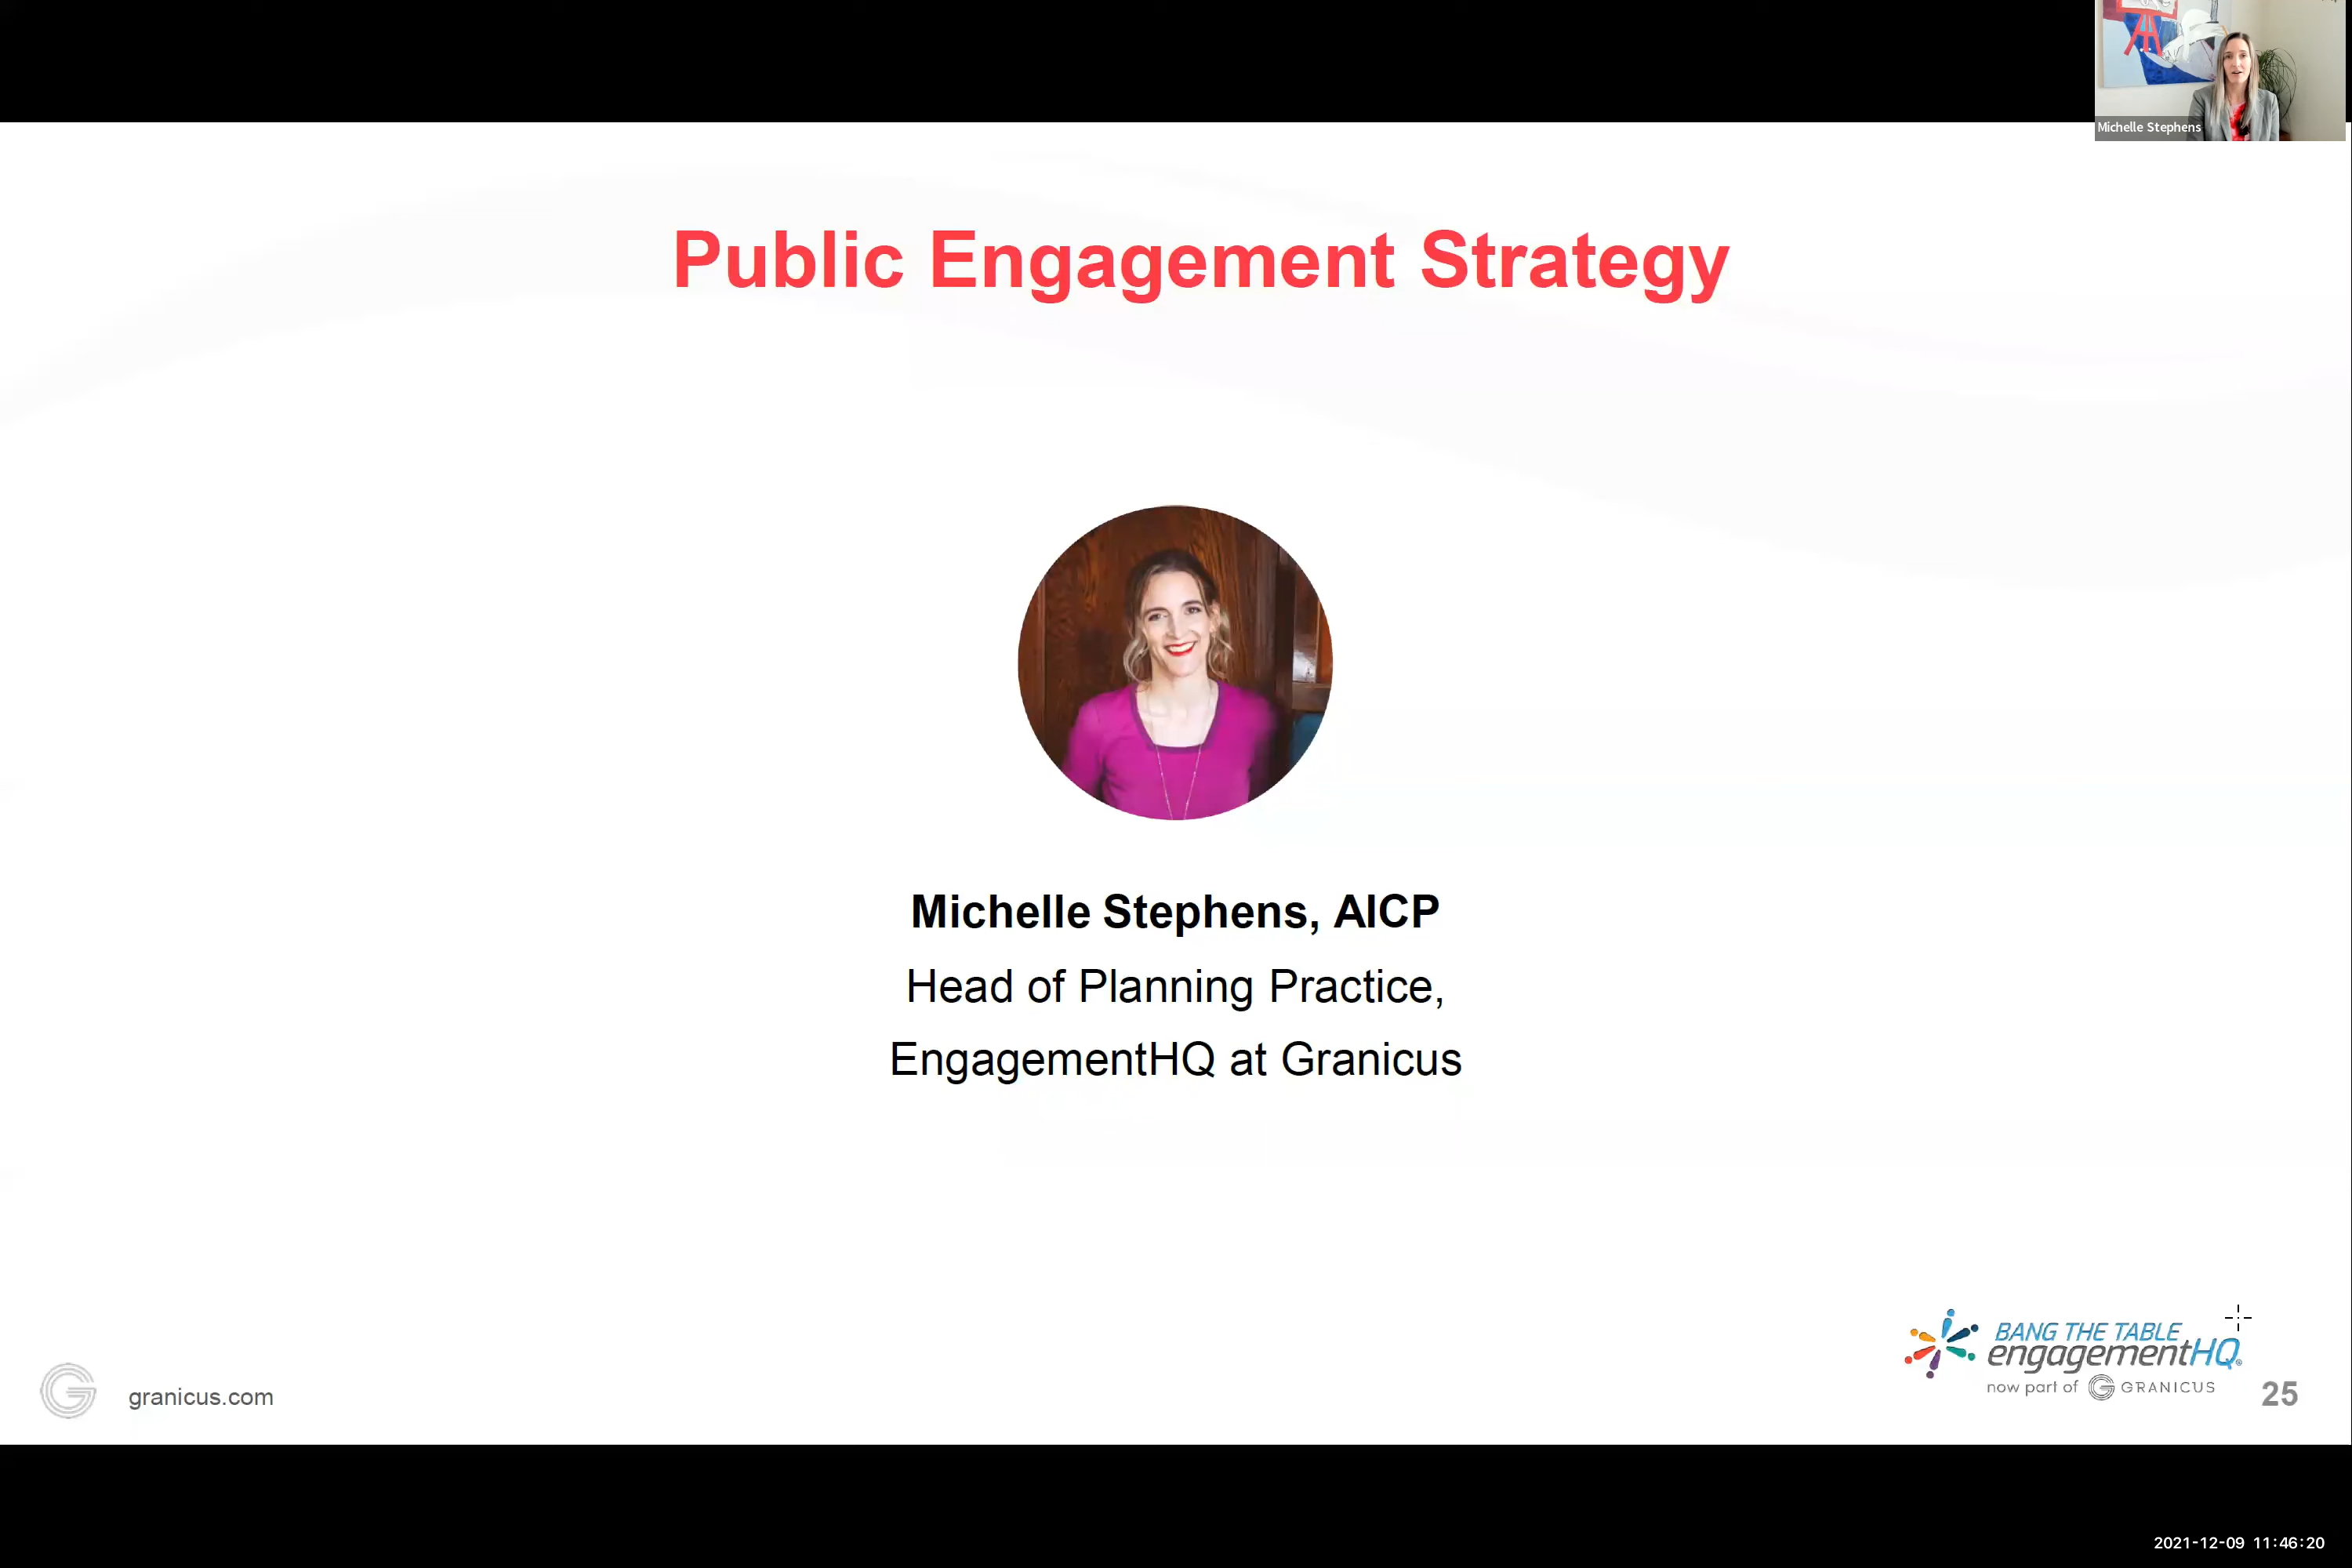 Michelle Stephens
Public Engagement Strategy
Michelle Stephens, AICP
Head of Planning Practice,
EngagementHQ at Granicus
granicus.com
BANG THE TABLE
engagementHQ®
now part of GRANICUS
25
2021-12-09 11:46:20